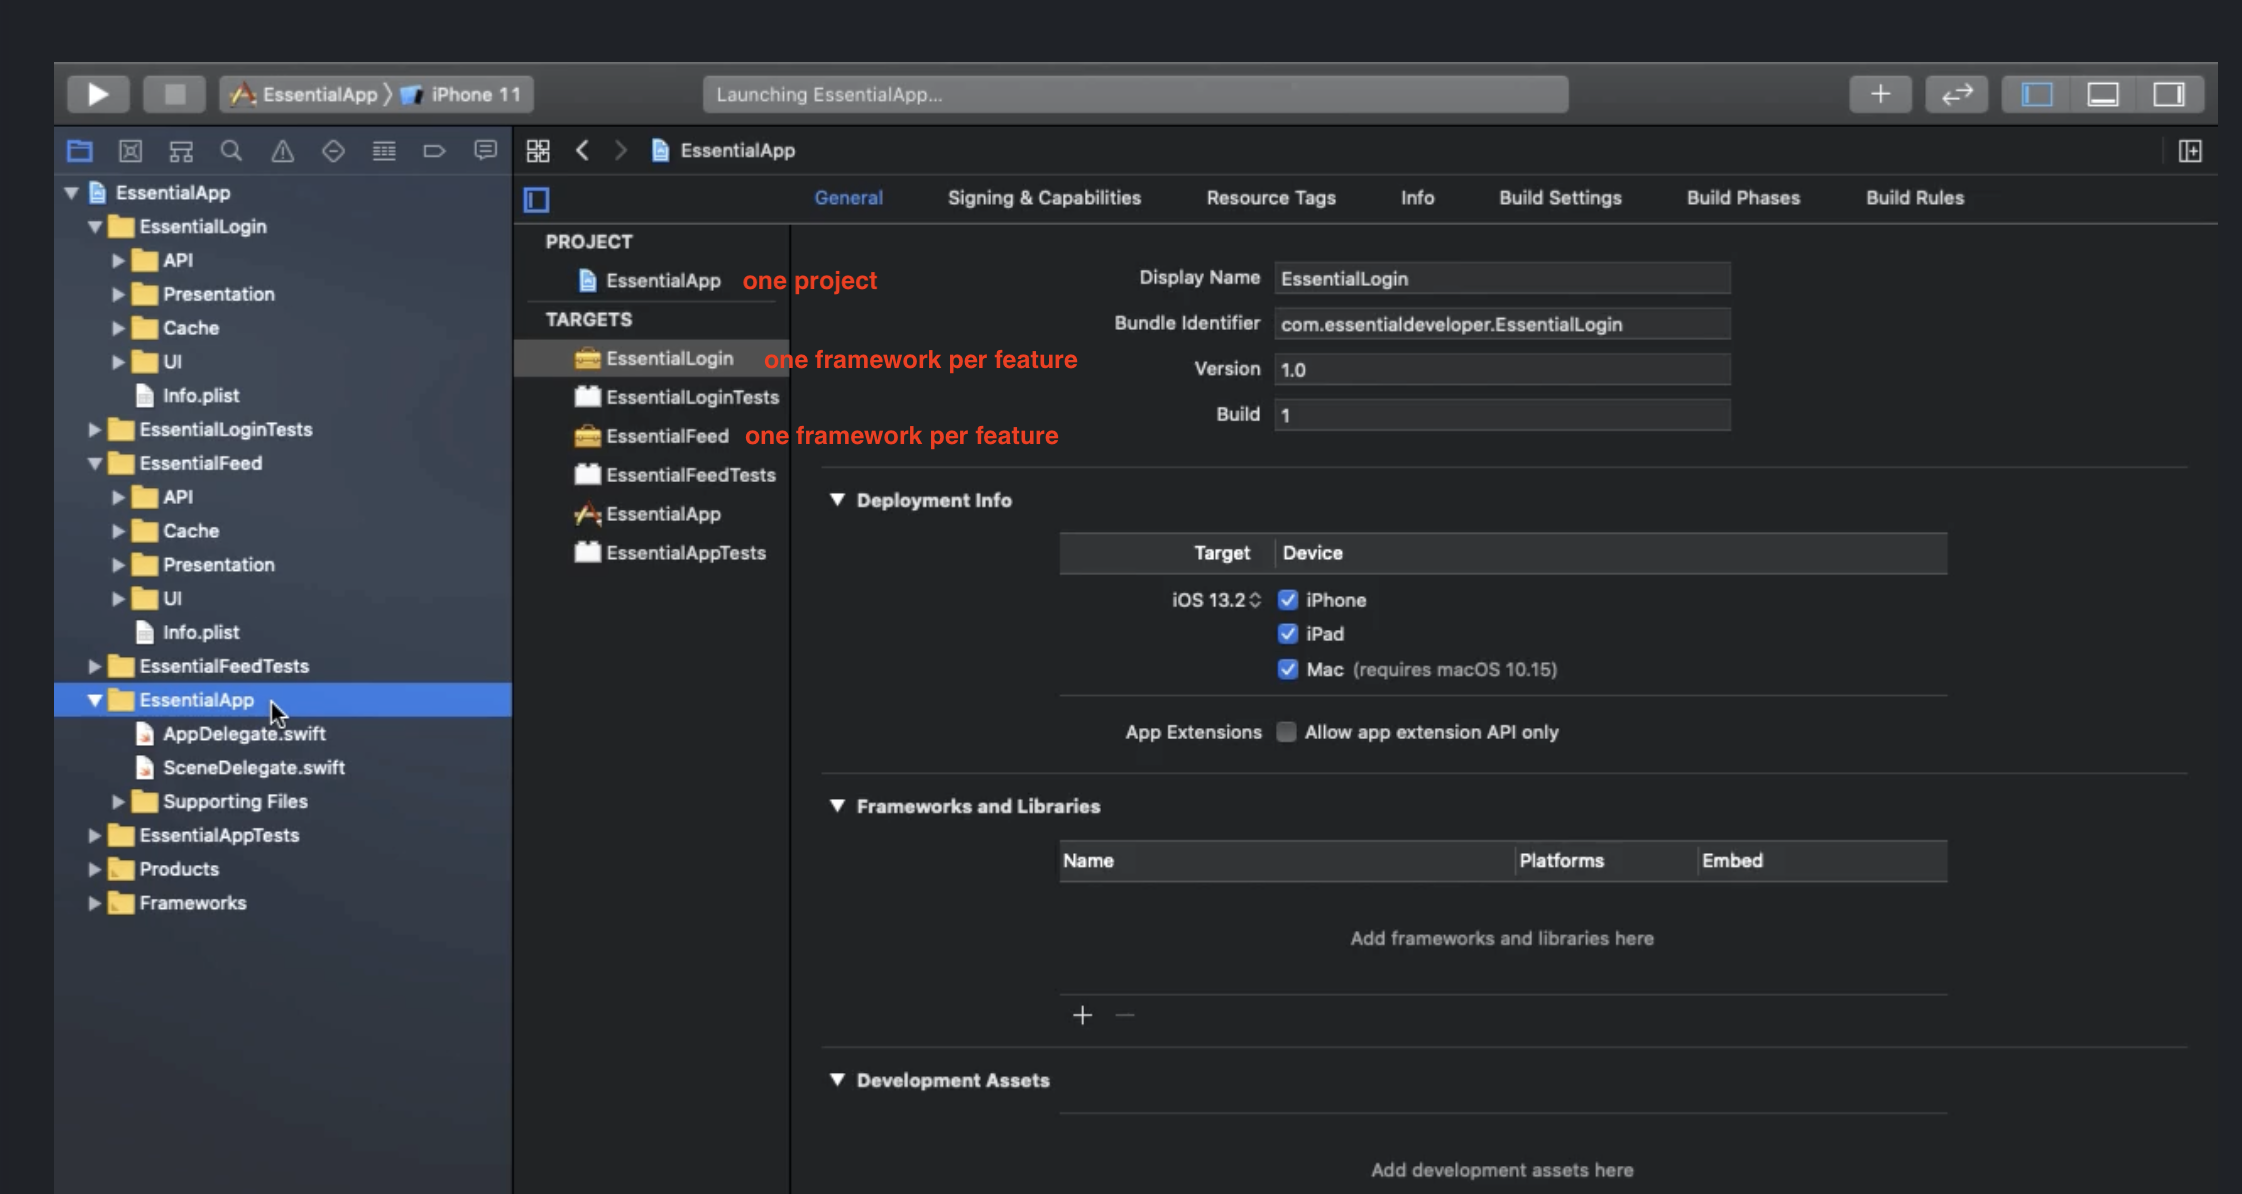 EssentialApp 〉 iPhone 11
Launching EssentialApp...
EssentialApp
EssentialLogin
API
Presentation
Cache
UI
Info.plist
EssentialLoginTests
EssentialFeed
API
Cache
Presentation
UI
Info.plist
EssentialFeedTests
EssentialApp
AppDelegate.swift
SceneDelegate.swift
Supporting Files
EssentialAppTests
Products
Frameworks
EssentialApp
General Signing & Capabilities Resource Tags Info Build Settings Build Phases Build Rules
PROJECT
EssentialApp one project
TARGETS
EssentialLogin one framework per feature
EssentialLoginTests
EssentialFeed one framework per feature
EssentialFeedTests
EssentialApp
EssentialAppTests
Display Name EssentialLogin
Bundle Identifier com.essentialdeveloper.EssentialLogin
Version 1.0
Build 1
Deployment Info
Target Device
iOS 13.2 iPhone
iPad
Mac (requires macOS 10.15)
App Extensions Allow app extension API only
Frameworks and Libraries
Name Platforms Embed
Add frameworks and libraries here
Development Assets
Add development assets here